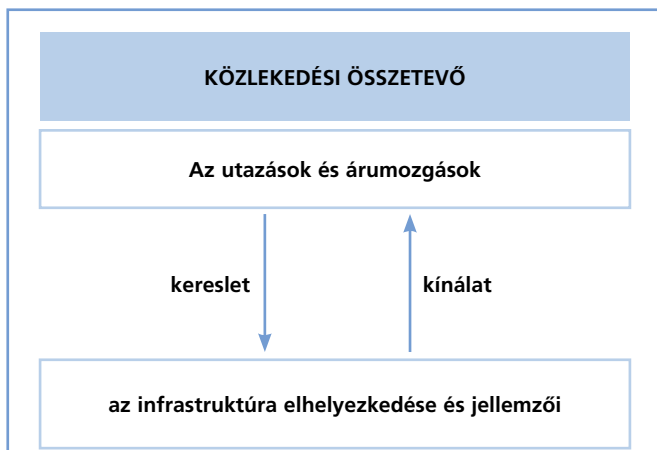 KÖZLEKEDÉSI ÖSSZETEVŐ
Az utazások és árumozgások
kereslet
kínálat
az infrastruktúra elhelyezkedése és jellemzői